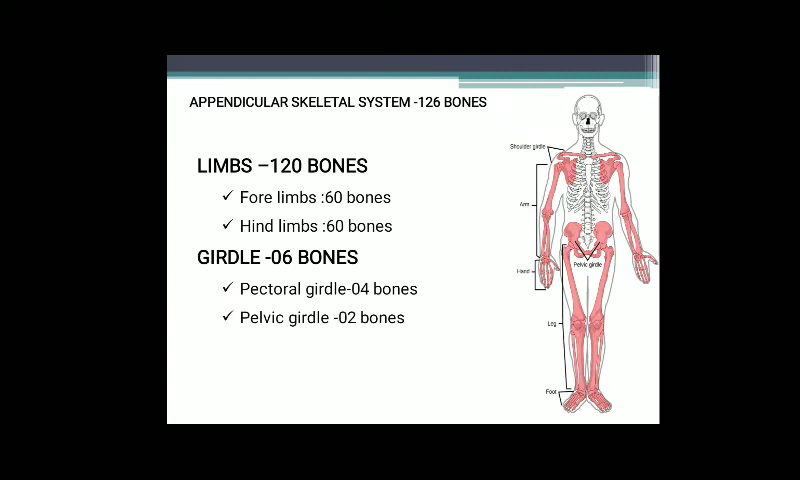 APPENDICULAR SKELETAL SYSTEM -126 BONES
LIMBS –120 BONES
✓ Fore limbs :60 bones
✓ Hind limbs :60 bones
GIRDLE -06 BONES
✓ Pectoral girdle-04 bones
✓ Pelvic girdle -02 bones
Shoulder girdle
Arm
Pelvic girdle
Hand
Leg
Foot